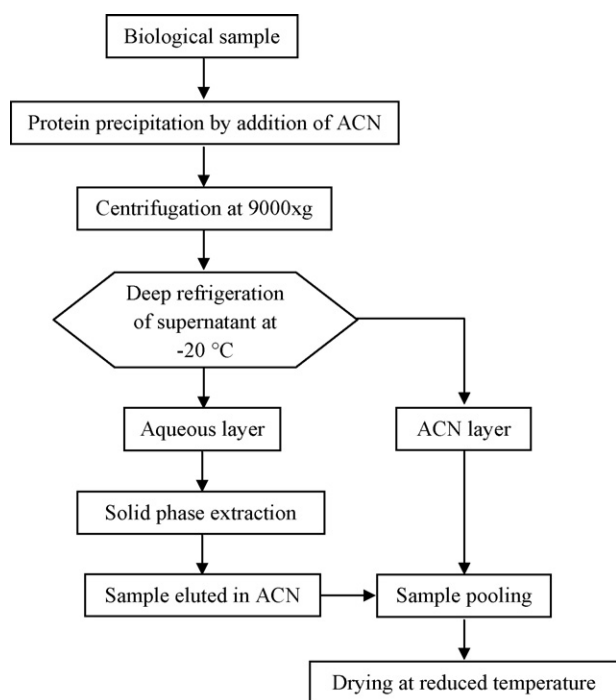 Biological sample
Protein precipitation by addition of ACN
Centrifugation at 9000xg
Deep refrigeration
of supernatant at
-20 °C
Aqueous layer
ACN layer
Solid phase extraction
Sample eluted in ACN
Sample pooling
Drying at reduced temperature